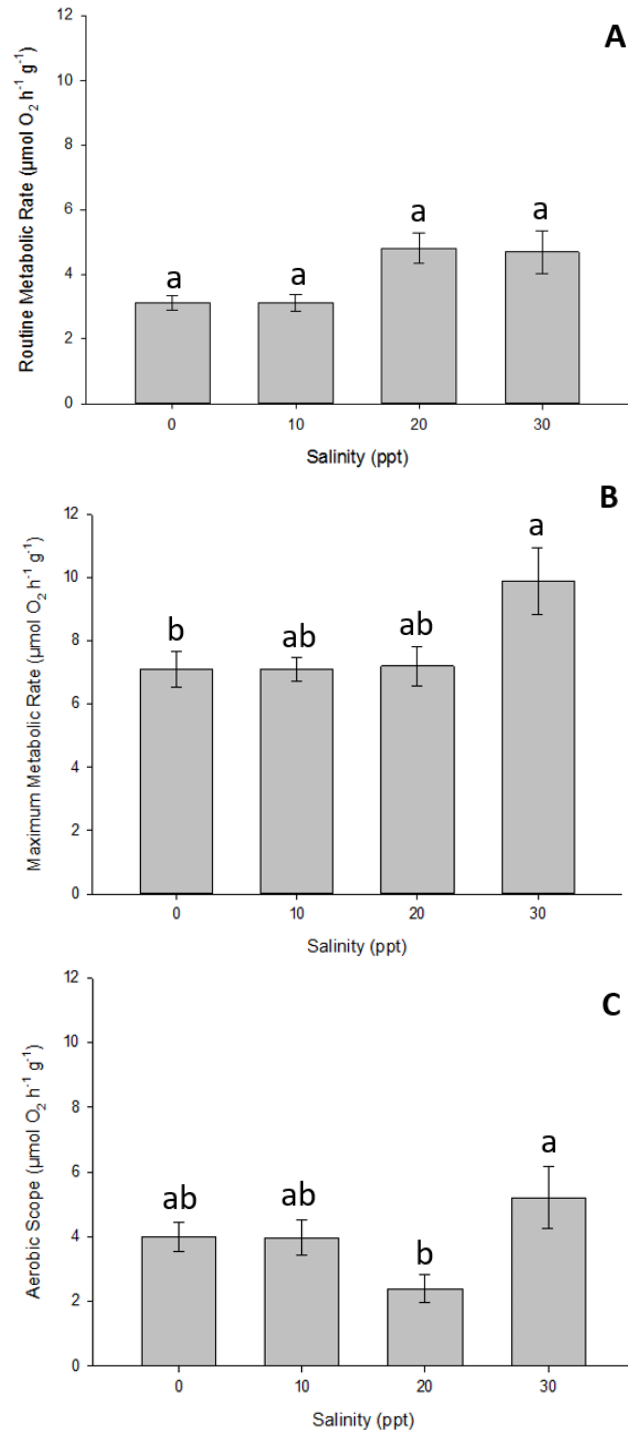 A
Routine Metabolic Rate (µmol O₂ h⁻¹ g⁻¹)
12
10
8
6
4
2
0
a
a
a
a
0 10 20 30
Salinity (ppt)
B
Maximum Metabolic Rate (µmol O₂ h⁻¹ g⁻¹)
12
10
8
6
4
2
0
b
ab
ab
a
0 10 20 30
Salinity (ppt)
C
Aerobic Scope (µmol O₂ h⁻¹ g⁻¹)
12
10
8
6
4
2
0
ab
ab
b
a
0 10 20 30
Salinity (ppt)